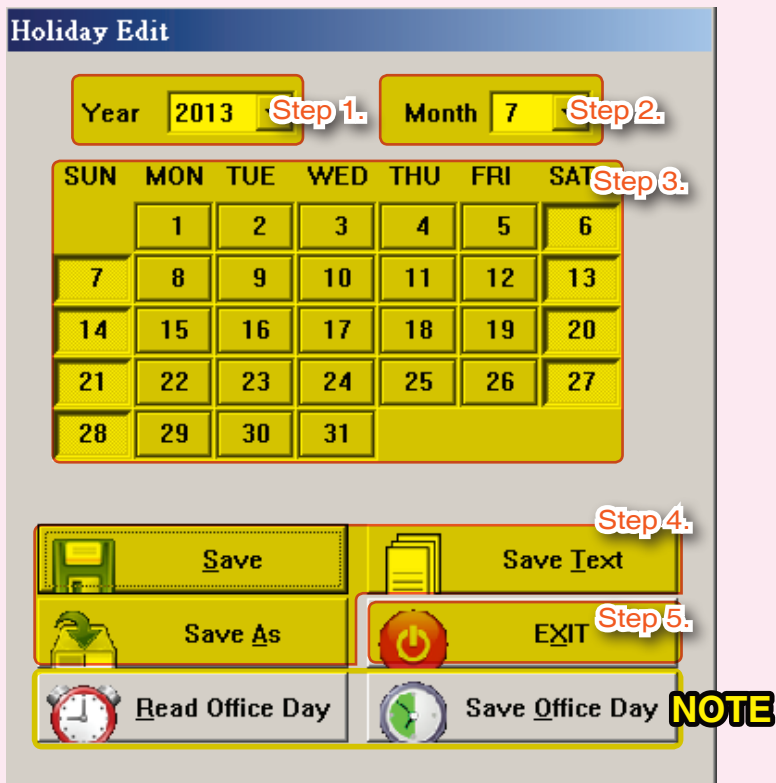 Holiday Edit
Year 2013 Step 1. Month 7 Step 2.
SUN MON TUE WED THU FRI SAT Step 3.
1 2 3 4 5 6
7 8 9 10 11 12 13
14 15 16 17 18 19 20
21 22 23 24 25 26 27
28 29 30 31
Step 4.
Save Save Text
Step 5.
Save As EXIT
Read Office Day Save Office Day NOTE